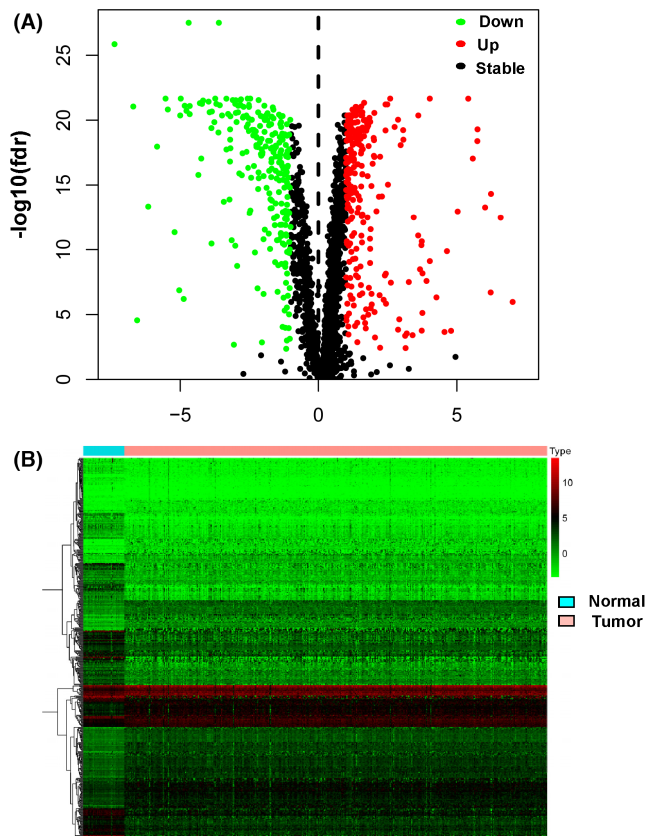 (A)
Down
Up
Stable
-log10(fdr)
25
20
15
10
5
0
−5
0
5
(B)
Type
10
5
0
Normal
Tumor